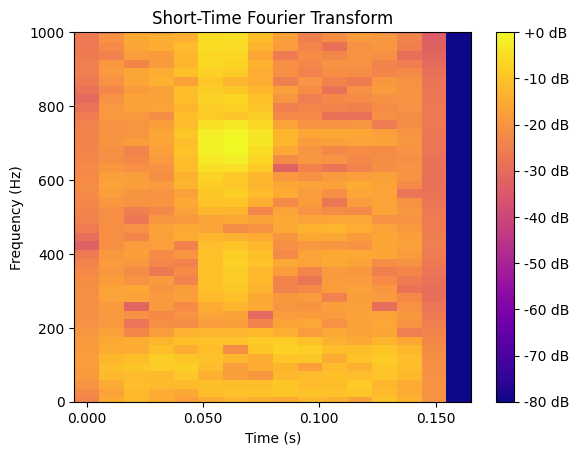 Short-Time Fourier Transform
Frequency (Hz)
1000
800
600
400
200
0
0.000
0.050
0.100
0.150
Time (s)
+0 dB
-10 dB
-20 dB
-30 dB
-40 dB
-50 dB
-60 dB
-70 dB
-80 dB